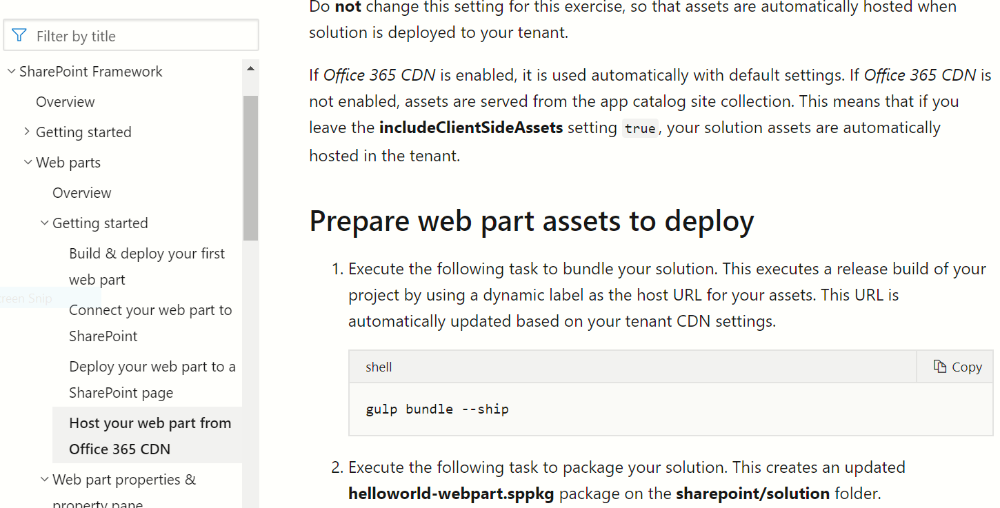 Filter by title
SharePoint Framework
Overview
Getting started
Web parts
Overview
Getting started
Build & deploy your first
web part
Connect your web part to
SharePoint
Deploy your web part to a
SharePoint page
Host your web part from
Office 365 CDN
Web part properties &
property pane
reen Snip
Do not change this setting for this exercise, so that assets are automatically hosted when
solution is deployed to your tenant.
If Office 365 CDN is enabled, it is used automatically with default settings. If Office 365 CDN is
not enabled, assets are served from the app catalog site collection. This means that if you
leave the includeClientSideAssets setting true, your solution assets are automatically
hosted in the tenant.
Prepare web part assets to deploy
1. Execute the following task to bundle your solution. This executes a release build of your
project by using a dynamic label as the host URL for your assets. This URL is
automatically updated based on your tenant CDN settings.
shell
Copy
gulp bundle --ship
2. Execute the following task to package your solution. This creates an updated
helloworld-webpart.sppkg package on the sharepoint/solution folder.